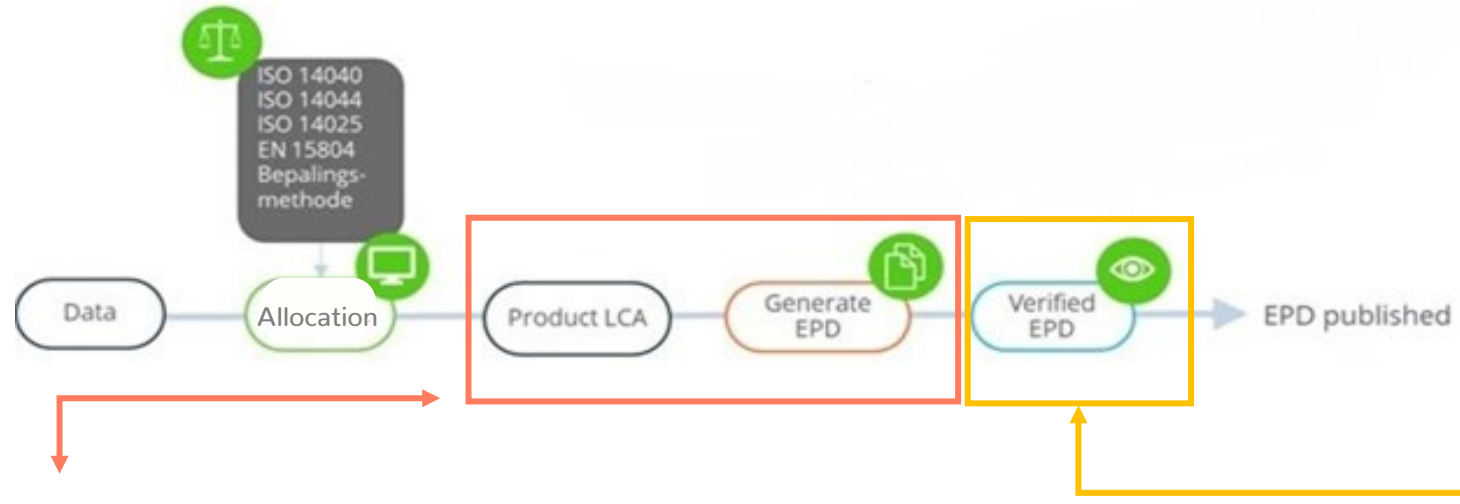 ISO 14040
ISO 14044
ISO 14025
EN 15804
Bepalings-
methode
Data
Allocation
Product LCA
Generate
EPD
Verified
EPD
EPD published